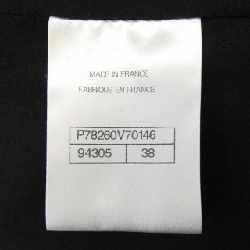 MADE IN FRANCE
FABRIQUE EN FRANCE
P78260V70146
94305 38